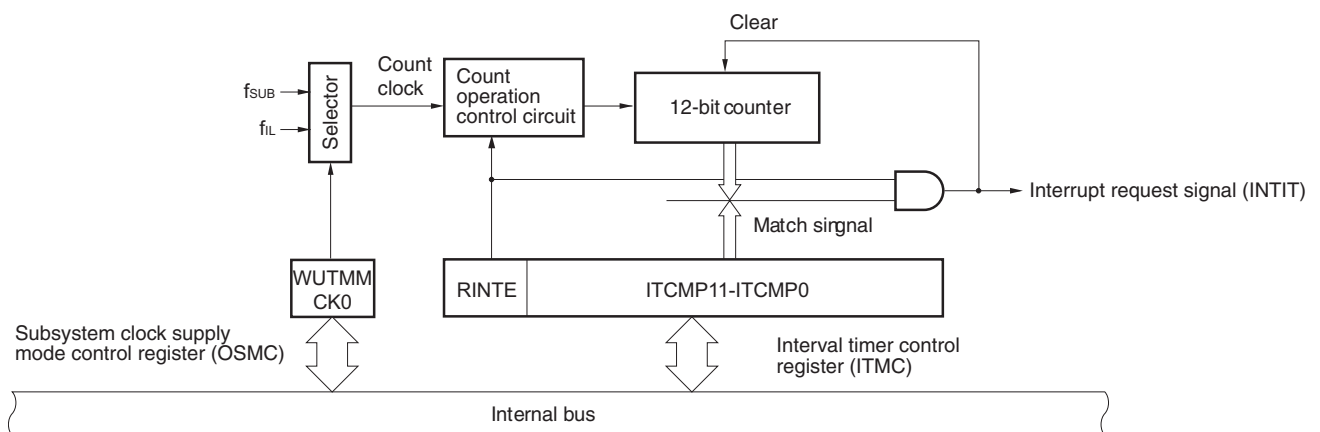 Clear
Count
clock
Count
operation
control circuit
12-bit counter
fSUB
fIL
Selector
Interrupt request signal (INTIT)
Match sirgnal
WUTMM
CK0
RINTE
ITCMP11-ITCMP0
Subsystem clock supply
mode control register (OSMC)
Interval timer control
register (ITMC)
Internal bus